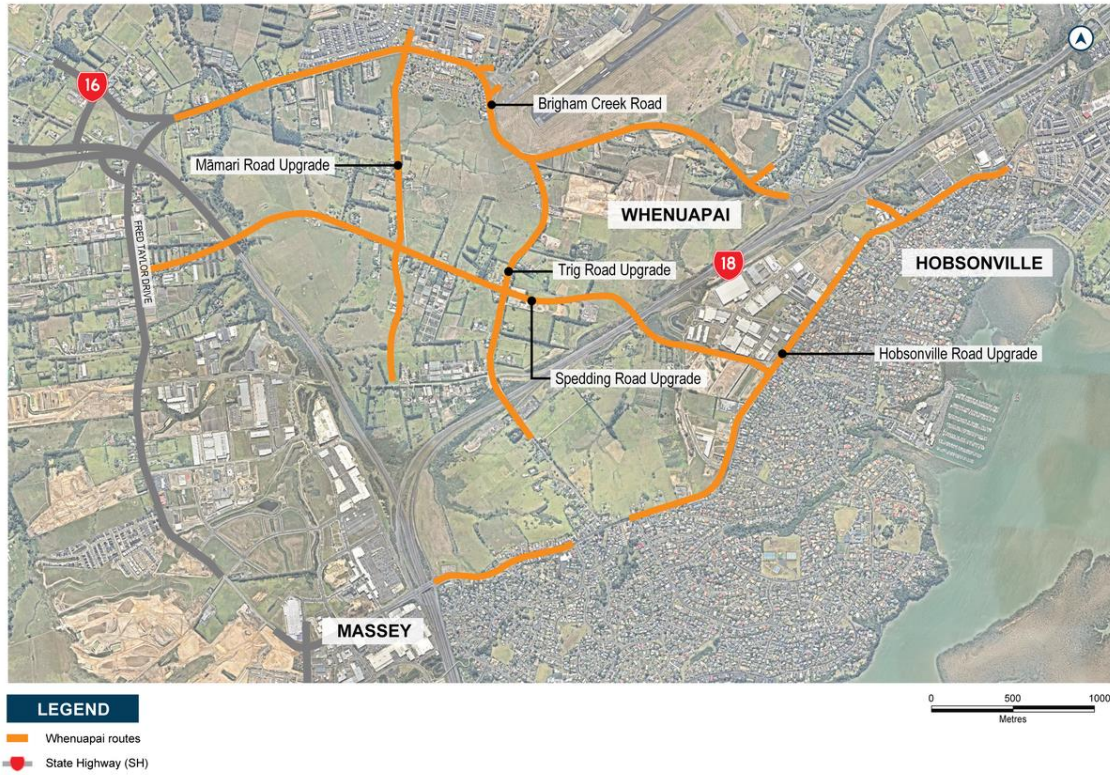 16
Brigham Creek Road
Māmari Road Upgrade
FRED TAYLOR DRIVE
WHENUAPAI
HOBSONVILLE
18
Trig Road Upgrade
Spedding Road Upgrade
Hobsonville Road Upgrade
MASSEY
LEGEND
Whenuapai routes
State Highway (SH)
0 500 1000
Metres